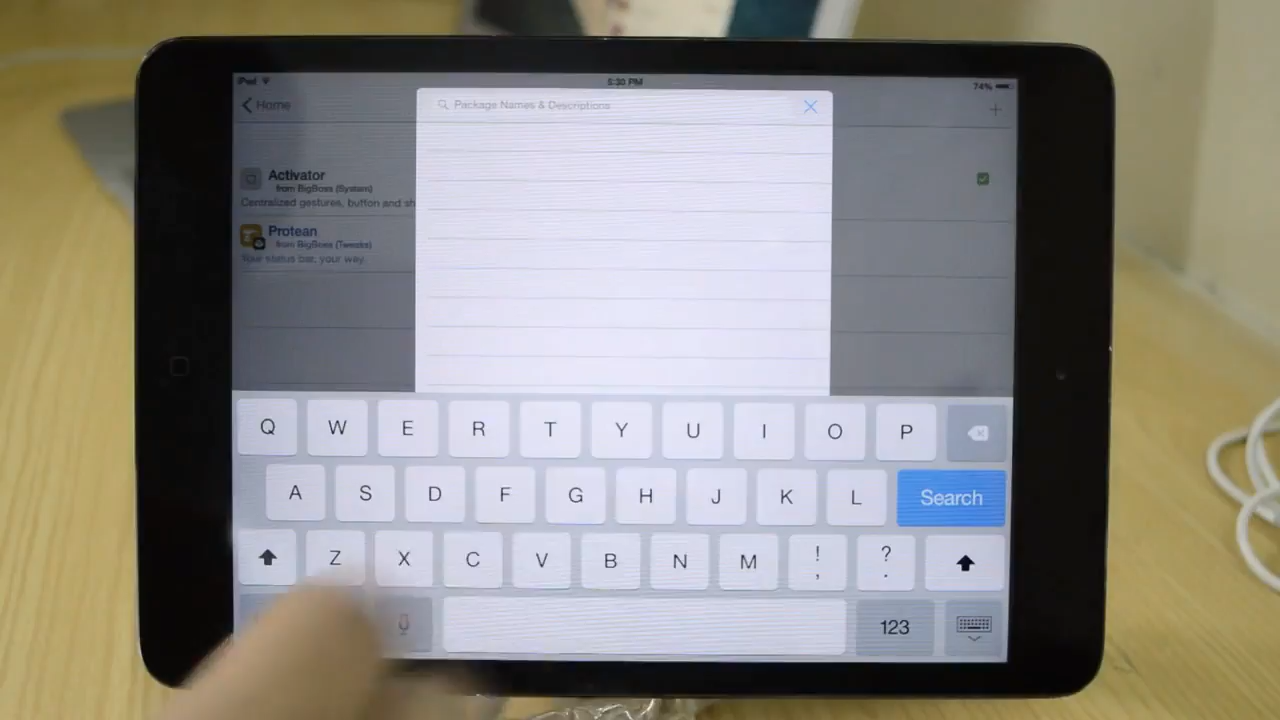 iPad 5:30 PM 74%
Home
Package Names & Descriptions
Activator
from BigBoss (System)
Centralized gestures, button and sh
Protean
from BigBoss (Tweaks)
Your status bar, your way.
Q W E R T Y U I O P
A S D F G H J K L Search
Z X C V B N M ! , ? .
123